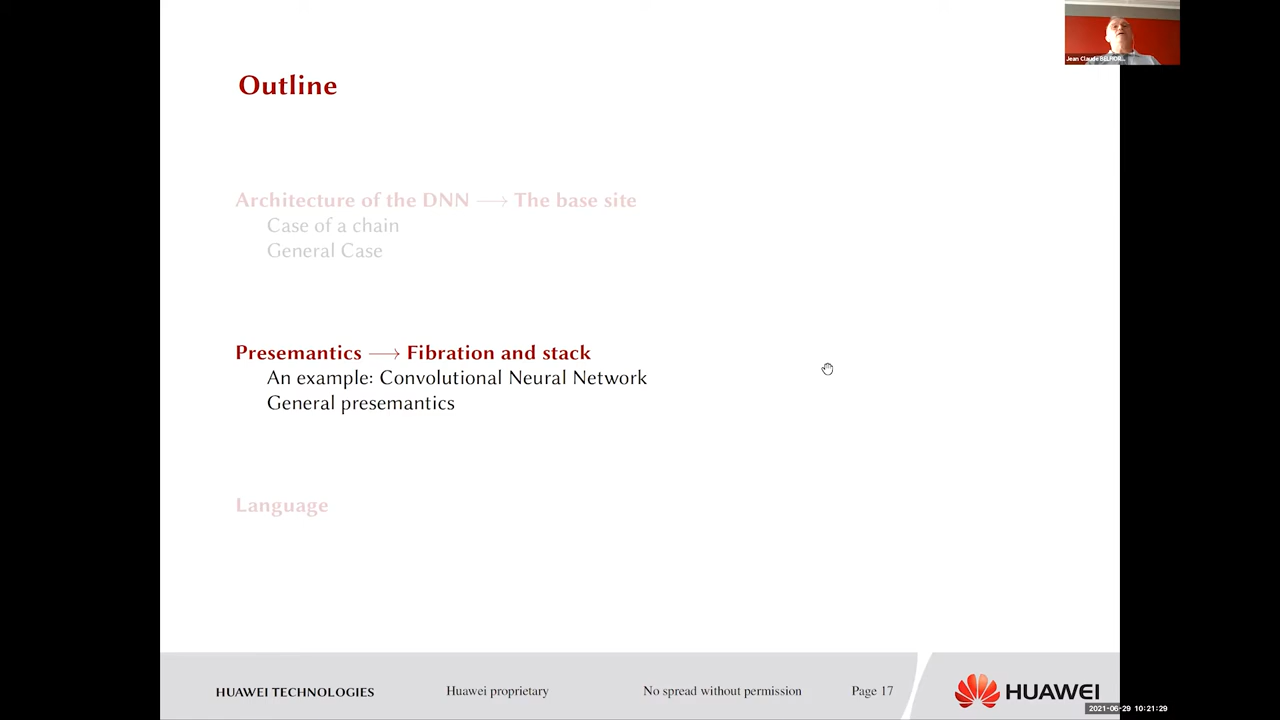 Jean Claude
Outline
Architecture of the DNN ⟶ The base site
Case of a chain
General Case
Presemantics ⟶ Fibration and stack
An example: Convolutional Neural Network
General presemantics
Language
HUAWEI TECHNOLOGIES
Huawei proprietary
No spread without permission
Page 17
HUAWEI
2021-06-29 10:21:29